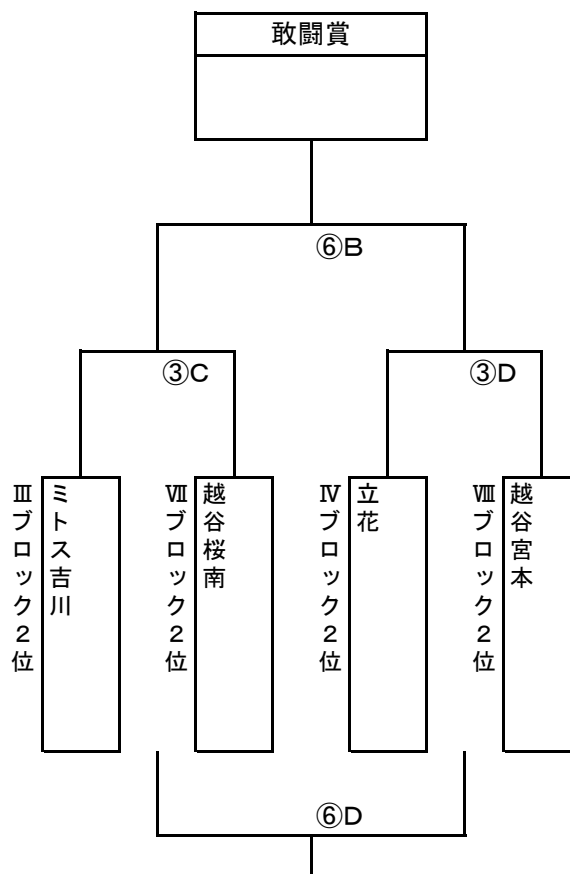 敢闘賞
⑥B
③C
③D
Ⅲブロック2位
ミトス吉川
Ⅶブロック2位
越谷桜南
Ⅳブロック2位
立花
Ⅷブロック2位
越谷宮本
⑥D